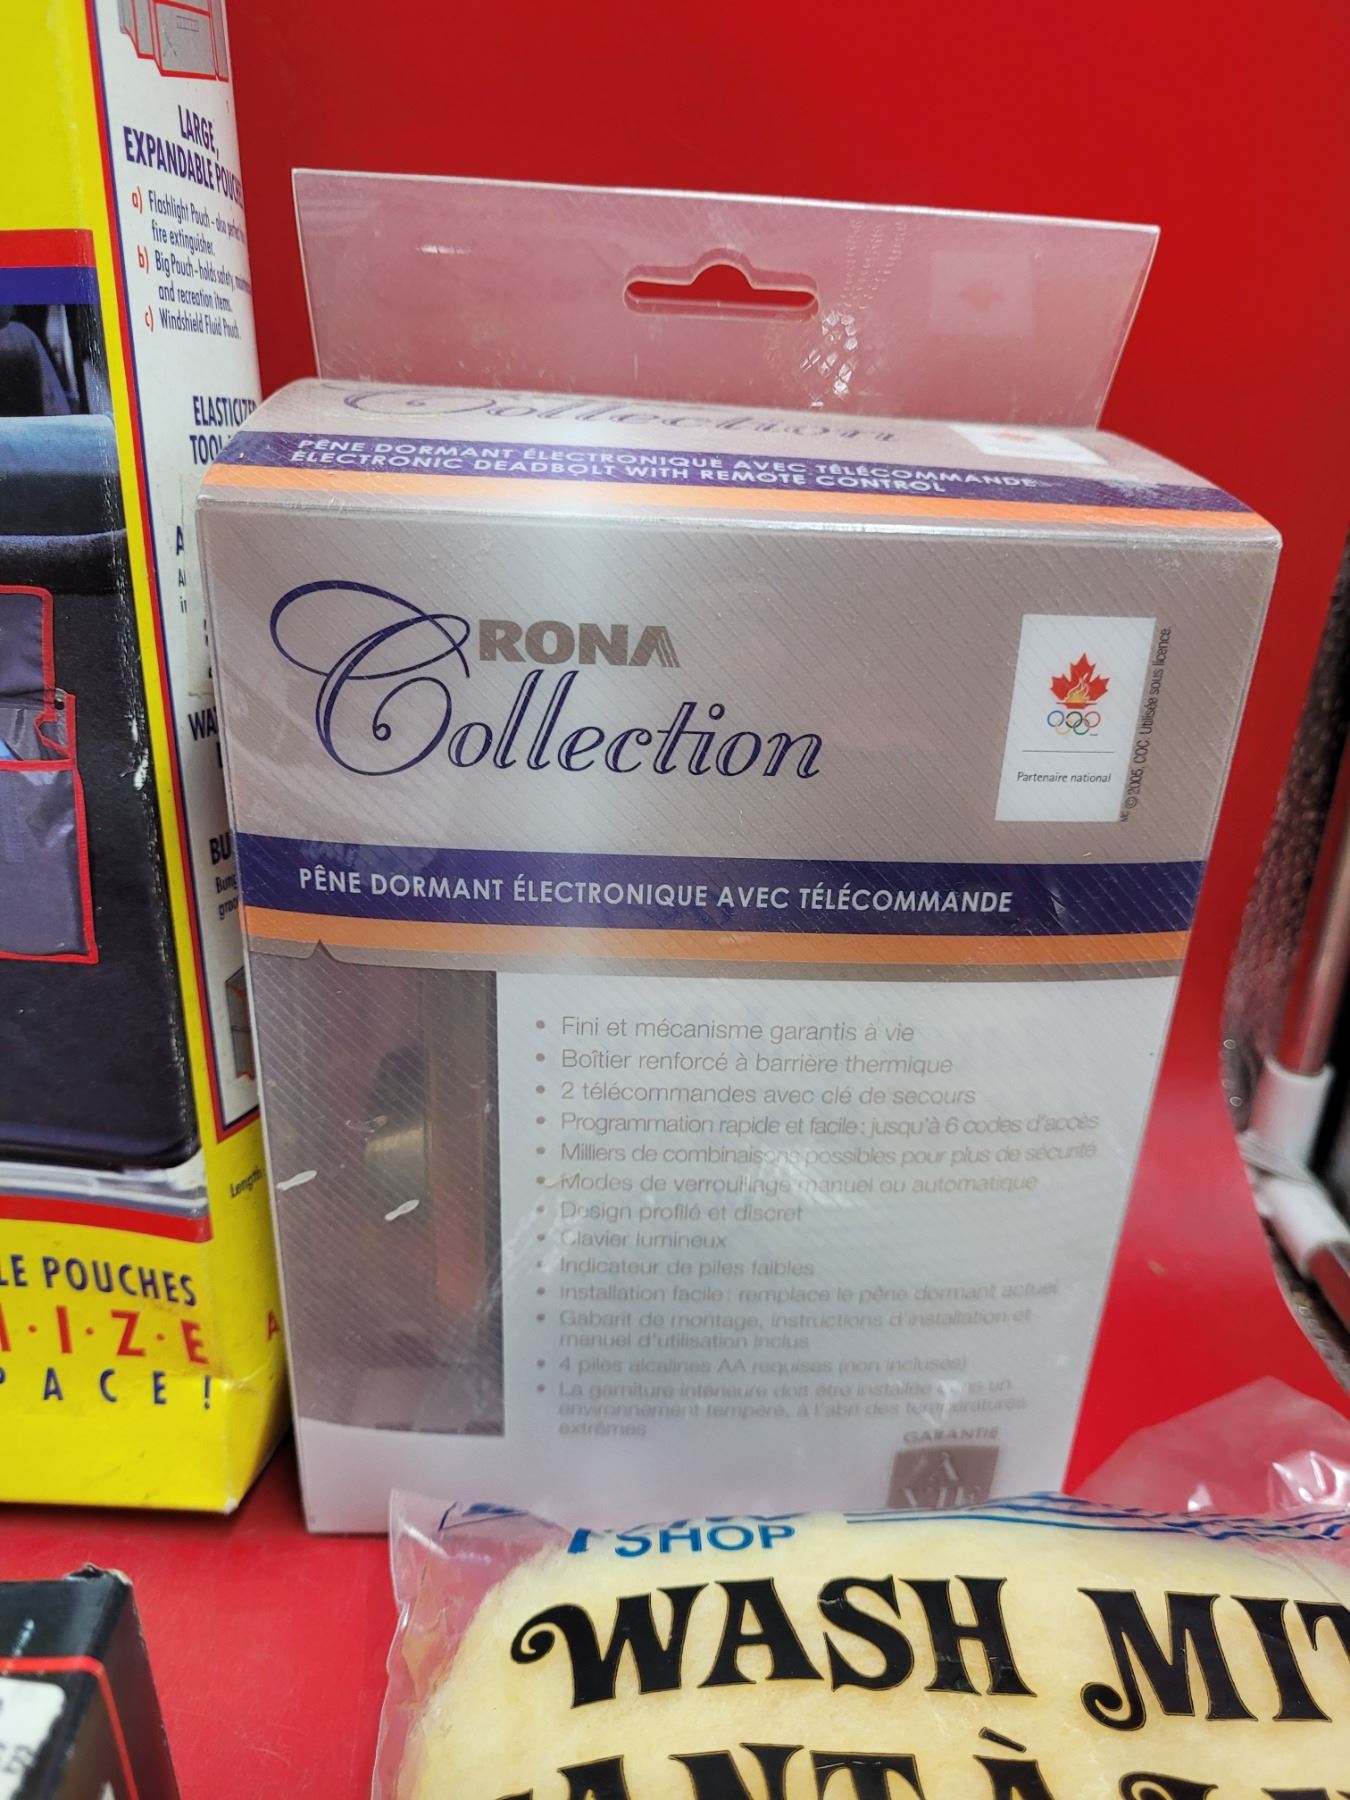 LARGE,
EXPANDABLE
a) Flashlight Pouch - also
fire extinguisher.
b) Big Pouch - holds safety,
and recreation items.
c) Windshield Fluid Pouch.
LE POUCHES
I·Z·E
PACE!
Length
Collection
PÊNE DORMANT ÉLECTRONIQUE AVEC TÉLÉCOMMANDE
ELECTRONIC DEADBOLT WITH REMOTE CONTROL
RONA
Collection
Partenaire national
MC © 2005, COC. Utilisée sous licence.
PÊNE DORMANT ÉLECTRONIQUE AVEC TÉLÉCOMMANDE
• Fini et mécanisme garantis à vie
• Boîtier renforcé à barrière thermique
• 2 télécommandes avec clé de secours
• Programmation rapide et facile : jusqu'à 6 codes d'accès
• Milliers de combinaisons possibles pour plus de sécurité
• Modes de verrouillage manuel ou automatique
• Design profilé et discret
• Clavier lumineux
• Indicateur de piles faibles
• Installation facile : remplace le pêne dormant actuel
• Gabarit de montage, instructions d'installation et
manuel d'utilisation inclus
• 4 piles alcalines AA requises (non incluses)
• La garniture intérieure doit être installée dans un
environnement tempéré, à l'abri des températures
extrêmes
GARANTIE
À
VIE
SHOP
WASH MIT